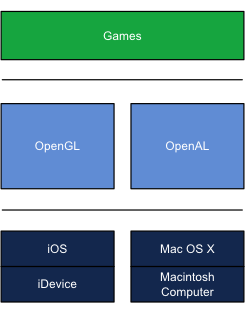 Games
OpenGL
OpenAL
iOS
Mac OS X
iDevice
Macintosh
Computer